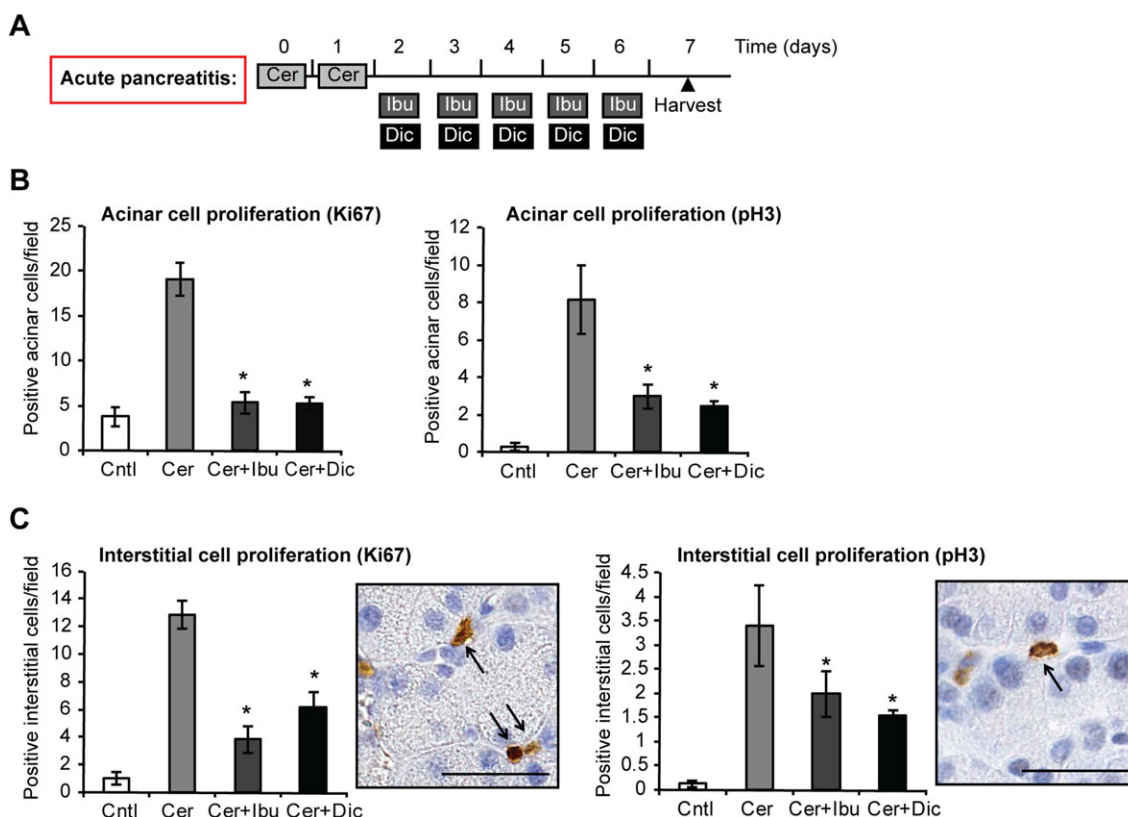 A
0 1 2 3 4 5 6 7 Time (days)
Acute pancreatitis: Cer Cer
Ibu Ibu Ibu Ibu Ibu Harvest
Dic Dic Dic Dic Dic
B
Acinar cell proliferation (Ki67)
Positive acinar cells/field
25
20
15
10
5
0
* *
Cntl Cer Cer+Ibu Cer+Dic
Acinar cell proliferation (pH3)
Positive acinar cells/field
12
10
8
6
4
2
0
* *
Cntl Cer Cer+Ibu Cer+Dic
C
Interstitial cell proliferation (Ki67)
Positive interstitial cells/field
16
14
12
10
8
6
4
2
0
* *
Cntl Cer Cer+Ibu Cer+Dic
Interstitial cell proliferation (pH3)
Positive interstitial cells/field
4.5
4
3.5
3
2.5
2
1.5
1
0.5
0
* *
Cntl Cer Cer+Ibu Cer+Dic